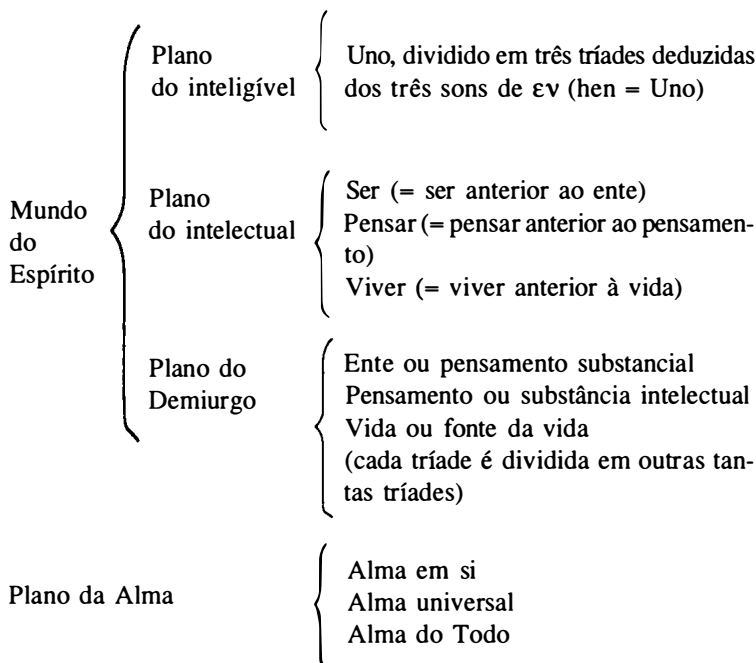 Plano
do inteligível
Uno, dividido em três tríades deduzidas
dos três sons de εν (hen = Uno)
Mundo
do
Espírito
Plano
do intelectual
Ser (= ser anterior ao ente)
Pensar (= pensar anterior ao pensamen-
to)
Viver (= viver anterior à vida)
Plano do
Demiurgo
Ente ou pensamento substancial
Pensamento ou substância intelectual
Vida ou fonte da vida
(cada tríade é dividida em outras tan-
tas tríades)
Plano da Alma
Alma em si
Alma universal
Alma do Todo